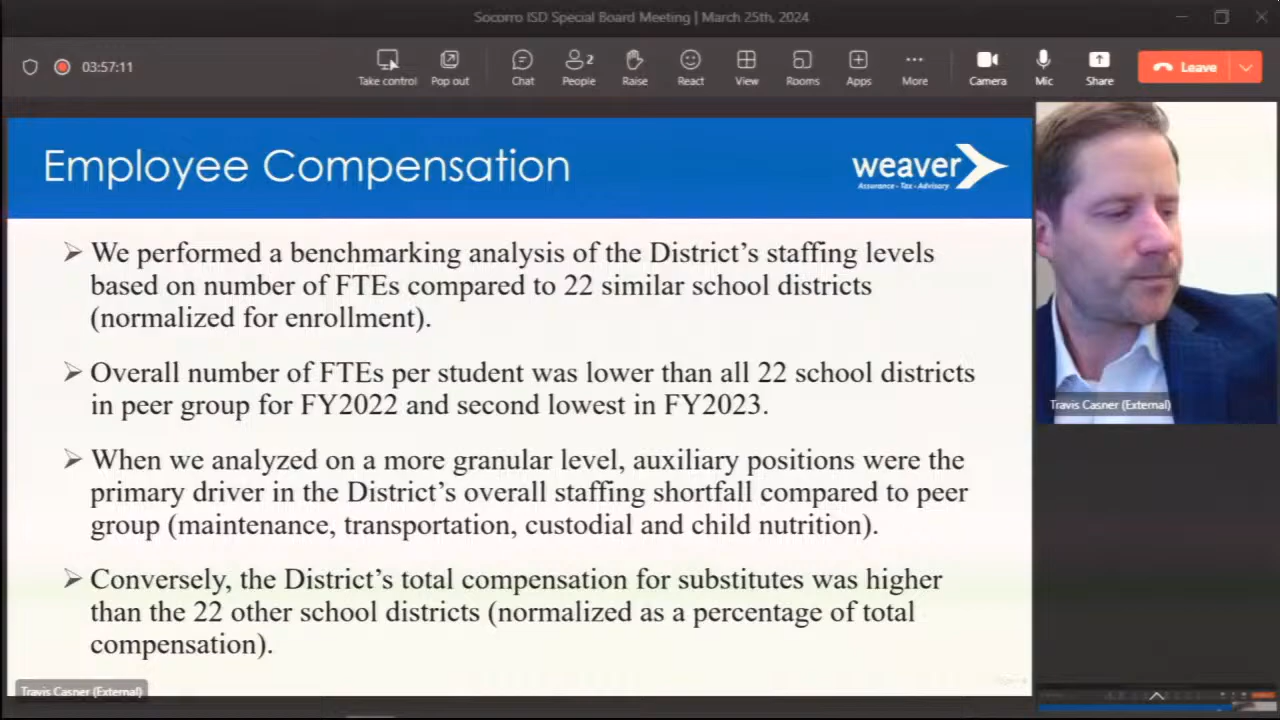 Socorro ISD Special Board Meeting | March 25th, 2024
03:57:11
Take control
Pop out
Chat
2
People
Raise
React
View
Rooms
Apps
More
Camera
Mic
Share
Leave
Employee Compensation
weaver
Assurance • Tax • Advisory
➢ We performed a benchmarking analysis of the District’s staffing levels
based on number of FTEs compared to 22 similar school districts
(normalized for enrollment).
➢ Overall number of FTEs per student was lower than all 22 school districts
in peer group for FY2022 and second lowest in FY2023.
➢ When we analyzed on a more granular level, auxiliary positions were the
primary driver in the District’s overall staffing shortfall compared to peer
group (maintenance, transportation, custodial and child nutrition).
➢ Conversely, the District’s total compensation for substitutes was higher
than the 22 other school districts (normalized as a percentage of total
compensation).
Travis Casner (External)
Travis Casner (External)